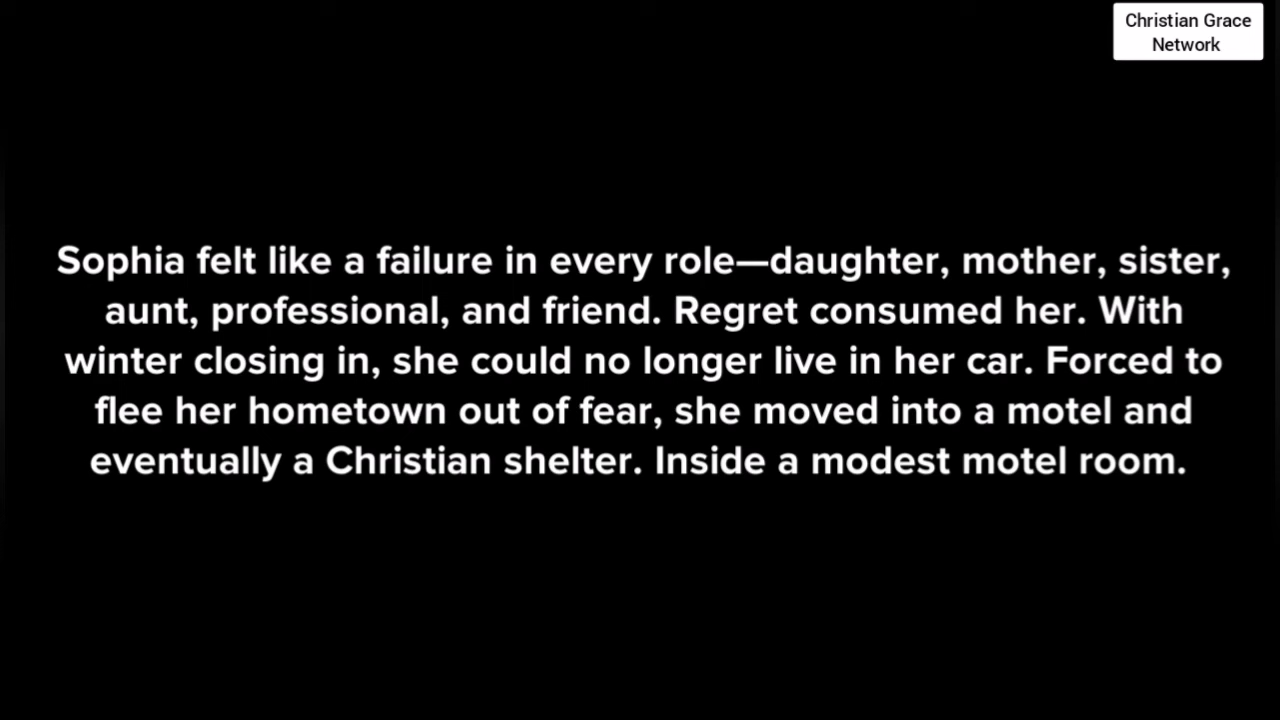 Christian Grace
Network
Sophia felt like a failure in every role—daughter, mother, sister,
aunt, professional, and friend. Regret consumed her. With
winter closing in, she could no longer live in her car. Forced to
flee her hometown out of fear, she moved into a motel and
eventually a Christian shelter. Inside a modest motel room.